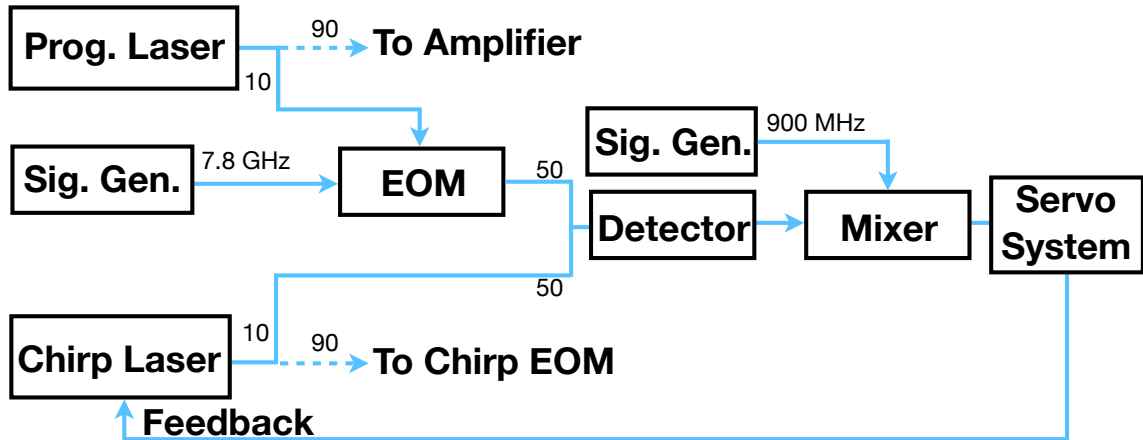 Prog. Laser
90
To Amplifier
10
Sig. Gen.
900 MHz
Sig. Gen.
7.8 GHz
EOM
50
Detector
Mixer
Servo
System
50
10
Chirp Laser
90
To Chirp EOM
Feedback